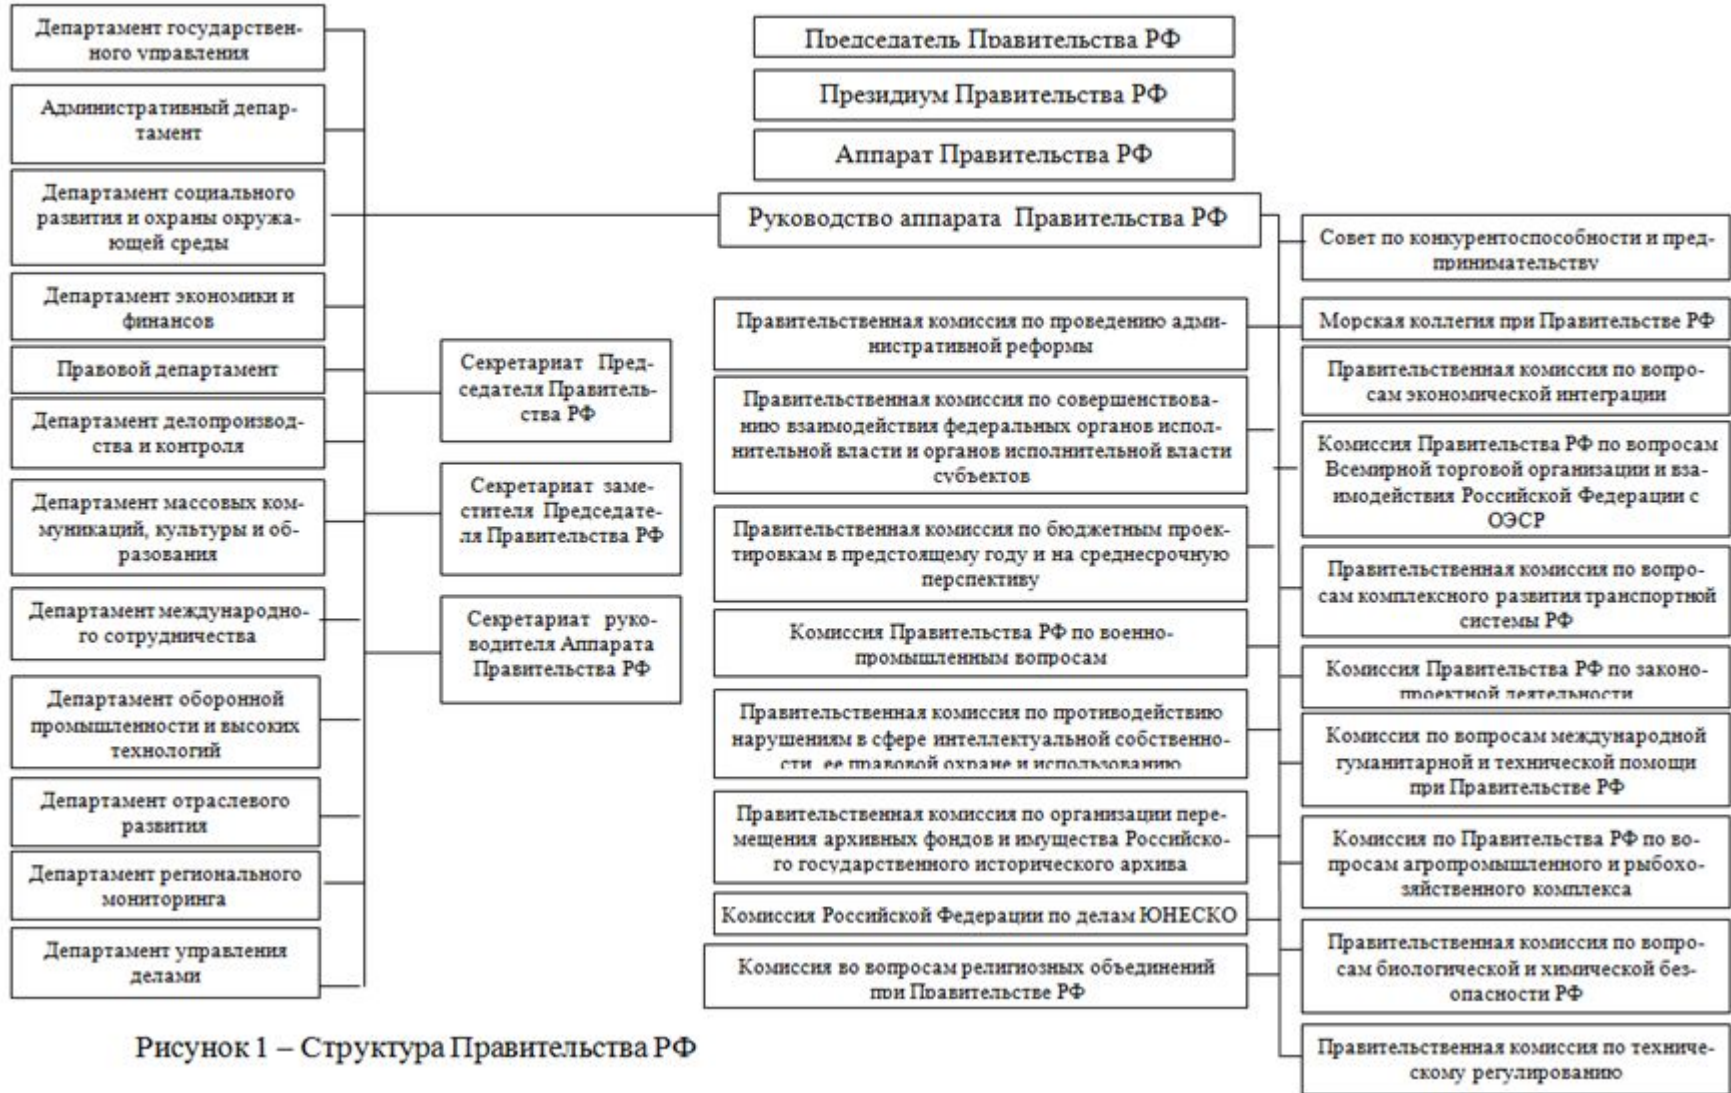 Департамент государствен-
ного управления
Административный депар-
тамент
Департамент социального
развития и охраны окружа-
ющей среды
Департамент экономики и
финансов
Правовой департамент
Департамент делопроизвод-
ства и контроля
Департамент массовых ком-
муникаций, культуры и об-
разования
Департамент международно-
го сотрудничества
Департамент оборонной
промышленности и высоких
технологий
Департамент отраслевого
развития
Департамент регионального
мониторинга
Департамент управления
делами
Секретариат Пред-
седателя Правитель-
ства РФ
Секретариат заме-
стителя Председате-
ля Правительства РФ
Секретариат руко-
водителя Аппарата
Правительства РФ
Председатель Правительства РФ
Президиум Правительства РФ
Аппарат Правительства РФ
Руководство аппарата Правительства РФ
Правительственная комиссия по проведению адми-
нистративной реформы
Правительственная комиссия по совершенствова-
нию взаимодействия федеральных органов испол-
нительной власти и органов исполнительной власти
субъектов
Правительственная комиссия по бюджетным проек-
тировкам в предстоящему году и на среднесрочную
перспективу
Комиссия Правительства РФ по военно-
промышленным вопросам
Правительственная комиссия по противодействию
нарушениям в сфере интеллектуальной собственно-
сти, ее правовой охране и использованию
Правительственная комиссия по организации пере-
мещения архивных фондов и имущества Российско-
го государственного исторического архива
Комиссия Российской Федерации по делам ЮНЕСКО
Комиссия во вопросам религиозных объединений
при Правительстве РФ
Совет по конкурентоспособности и пред-
принимательству
Морская коллегия при Правительстве РФ
Правительственная комиссия по вопро-
сам экономической интеграции
Комиссия Правительства РФ по вопросам
Всемирной торговой организации и вза-
имодействия Российской Федерации с
ОЭСР
Правительственная комиссия по вопро-
сам комплексного развития транспортной
системы РФ
Комиссия Правительства РФ по законо-
проектной деятельности
Комиссия по вопросам международной
гуманитарной и технической помощи
при Правительстве РФ
Комиссия по Правительства РФ по во-
просам агропромышленного и рыбохо-
зяйственного комплекса
Правительственная комиссия по вопро-
сам биологической и химической без-
опасности РФ
Правительственная комиссия по техниче-
скому регулированию
Рисунок 1 – Структура Правительства РФ